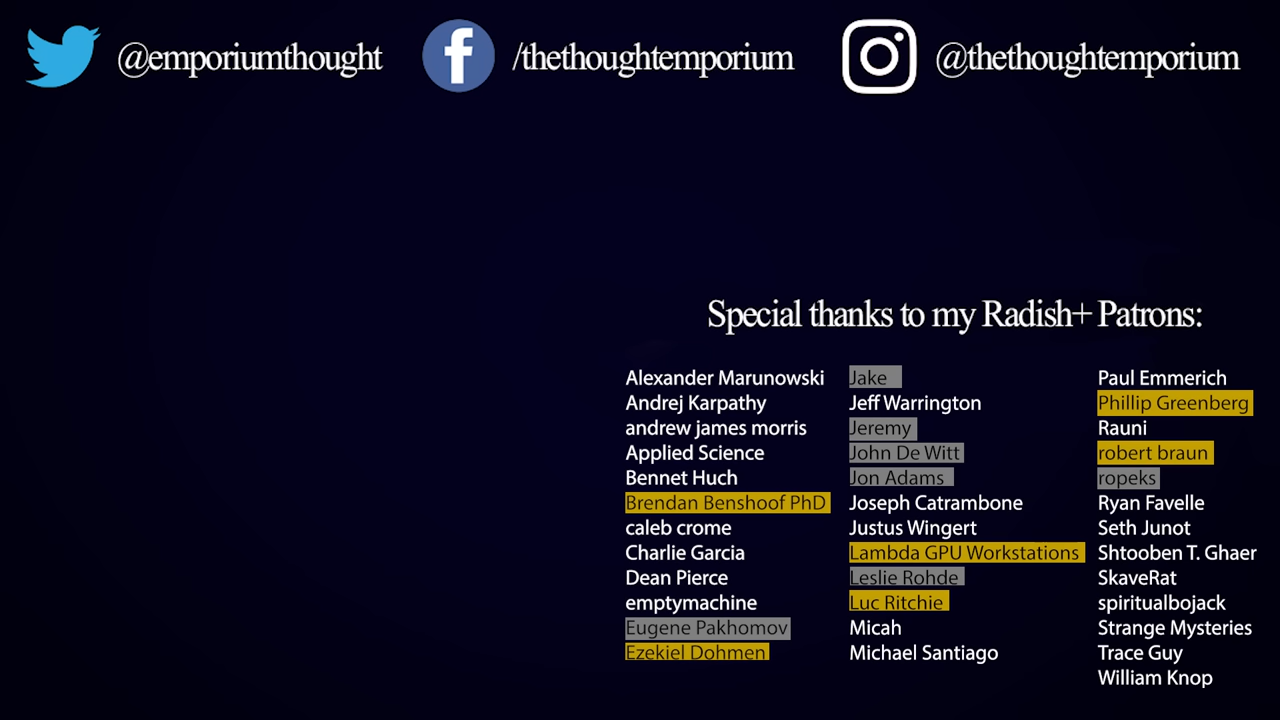 @emporiumthought
/thethoughtemporium
@thethoughtemporium
Special thanks to my Radish+ Patrons:
Alexander Marunowski
Andrej Karpathy
andrew james morris
Applied Science
Bennet Huch
Brendan Benshoof PhD
caleb crome
Charlie Garcia
Dean Pierce
emptymachine
Eugene Pakhomov
Ezekiel Dohmen
Jake
Jeff Warrington
Jeremy
John De Witt
Jon Adams
Joseph Catrambone
Justus Wingert
Lambda GPU Workstations
Leslie Rohde
Luc Ritchie
Micah
Michael Santiago
Paul Emmerich
Phillip Greenberg
Rauni
robert braun
ropeks
Ryan Favelle
Seth Junot
Shtooben T. Ghaer
SkaveRat
spiritualbojack
Strange Mysteries
Trace Guy
William Knop